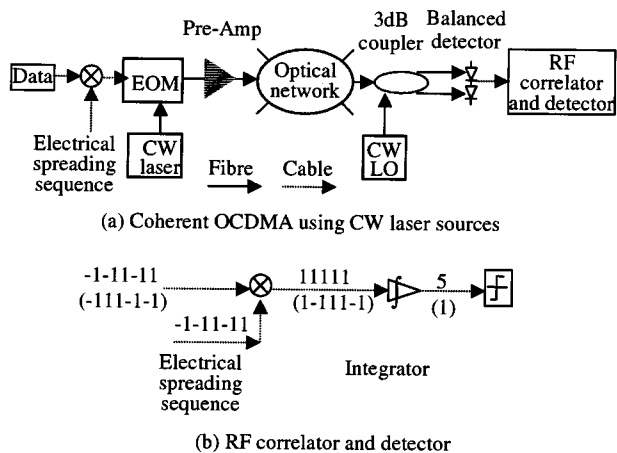 Pre-Amp
3dB
coupler
Balanced
detector
Data
EOM
Optical
network
RF
correlator
and detector
Electrical
spreading
sequence
CW
laser
Fibre
Cable
CW
LO
(a) Coherent OCDMA using CW laser sources
-1-11-11
(-111-1-1)
11111
(1-111-1)
5
(1)
-1-11-11
Electrical
spreading
sequence
Integrator
(b) RF correlator and detector